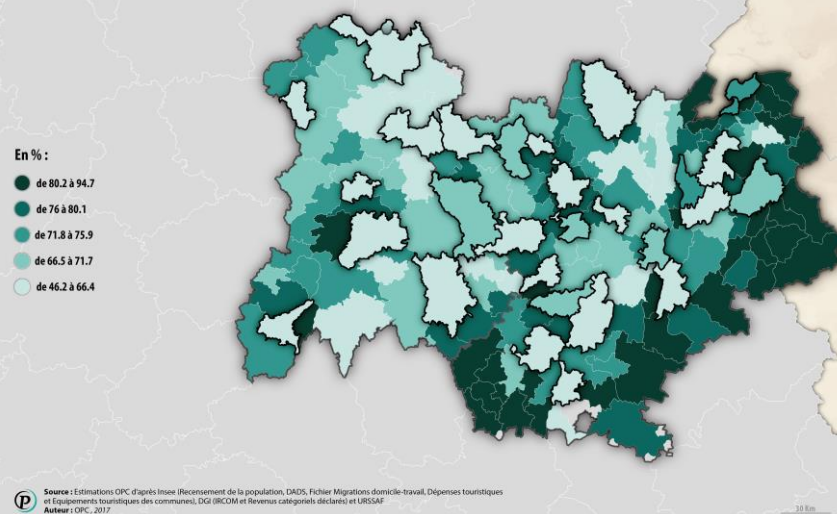 En % :
de 80.2 à 94.7
de 76 à 80.1
de 71.8 à 75.9
de 66.5 à 71.7
de 46.2 à 66.4
10 Km
P
Source : Estimations OPC d'après Insee (Recensement de la population, DADS, Fichier Migrations domicile-travail, Dépenses touristiques
et Equipements touristiques des communes), DGI (IRCOM et Revenus catégoriels déclarés) et URSSAF
Auteur : OPC, 2017